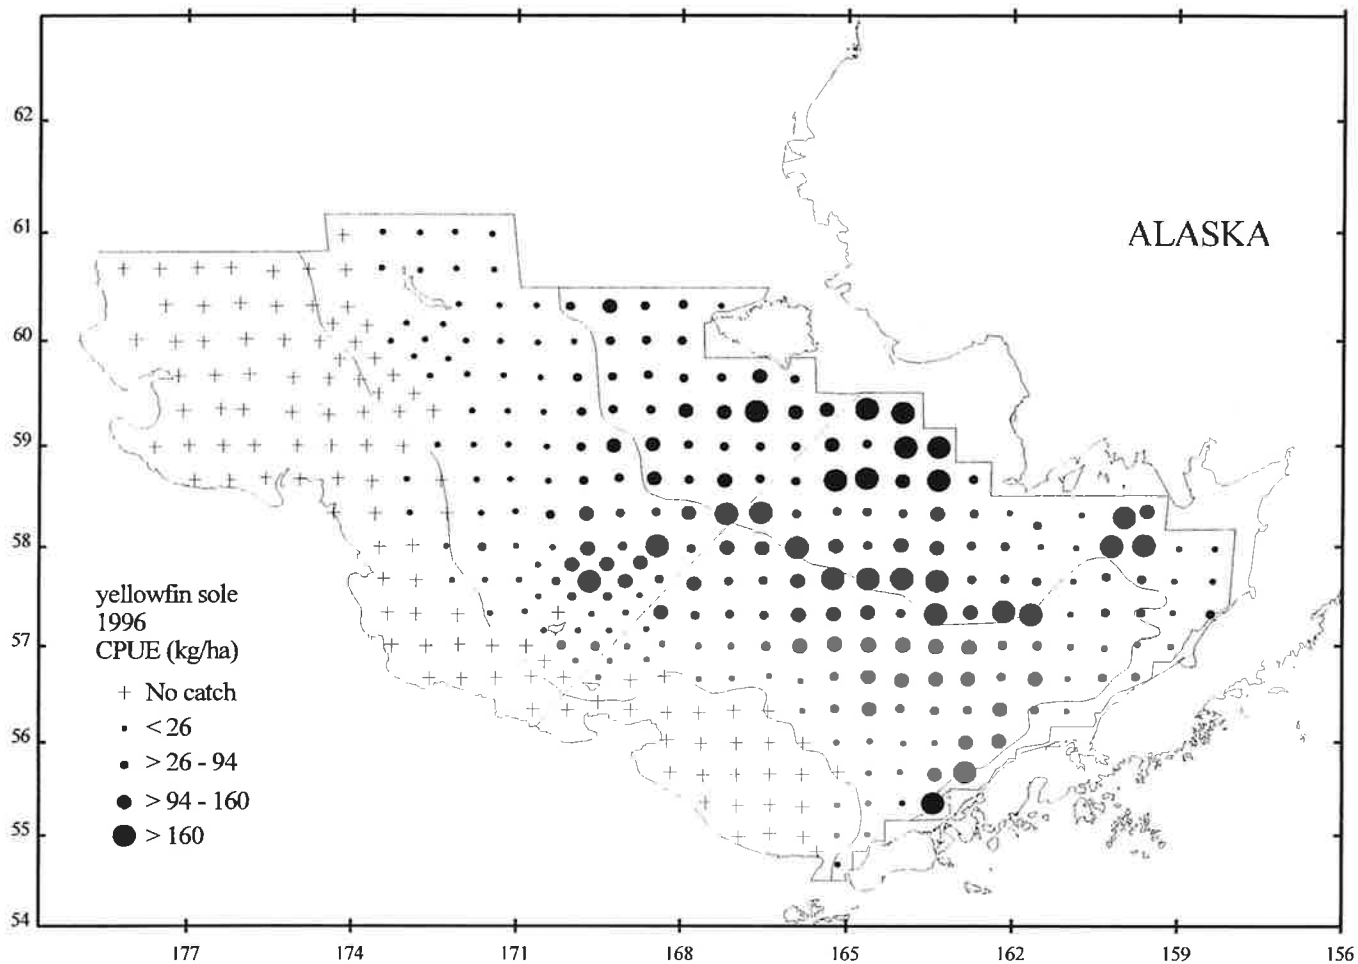 62
61
ALASKA
60
59
58
57
56
55
54
yellowfin sole
1996
CPUE (kg/ha)
+ No catch
< 26
> 26 - 94
> 94 - 160
> 160
177 174 171 168 165 162 159 156